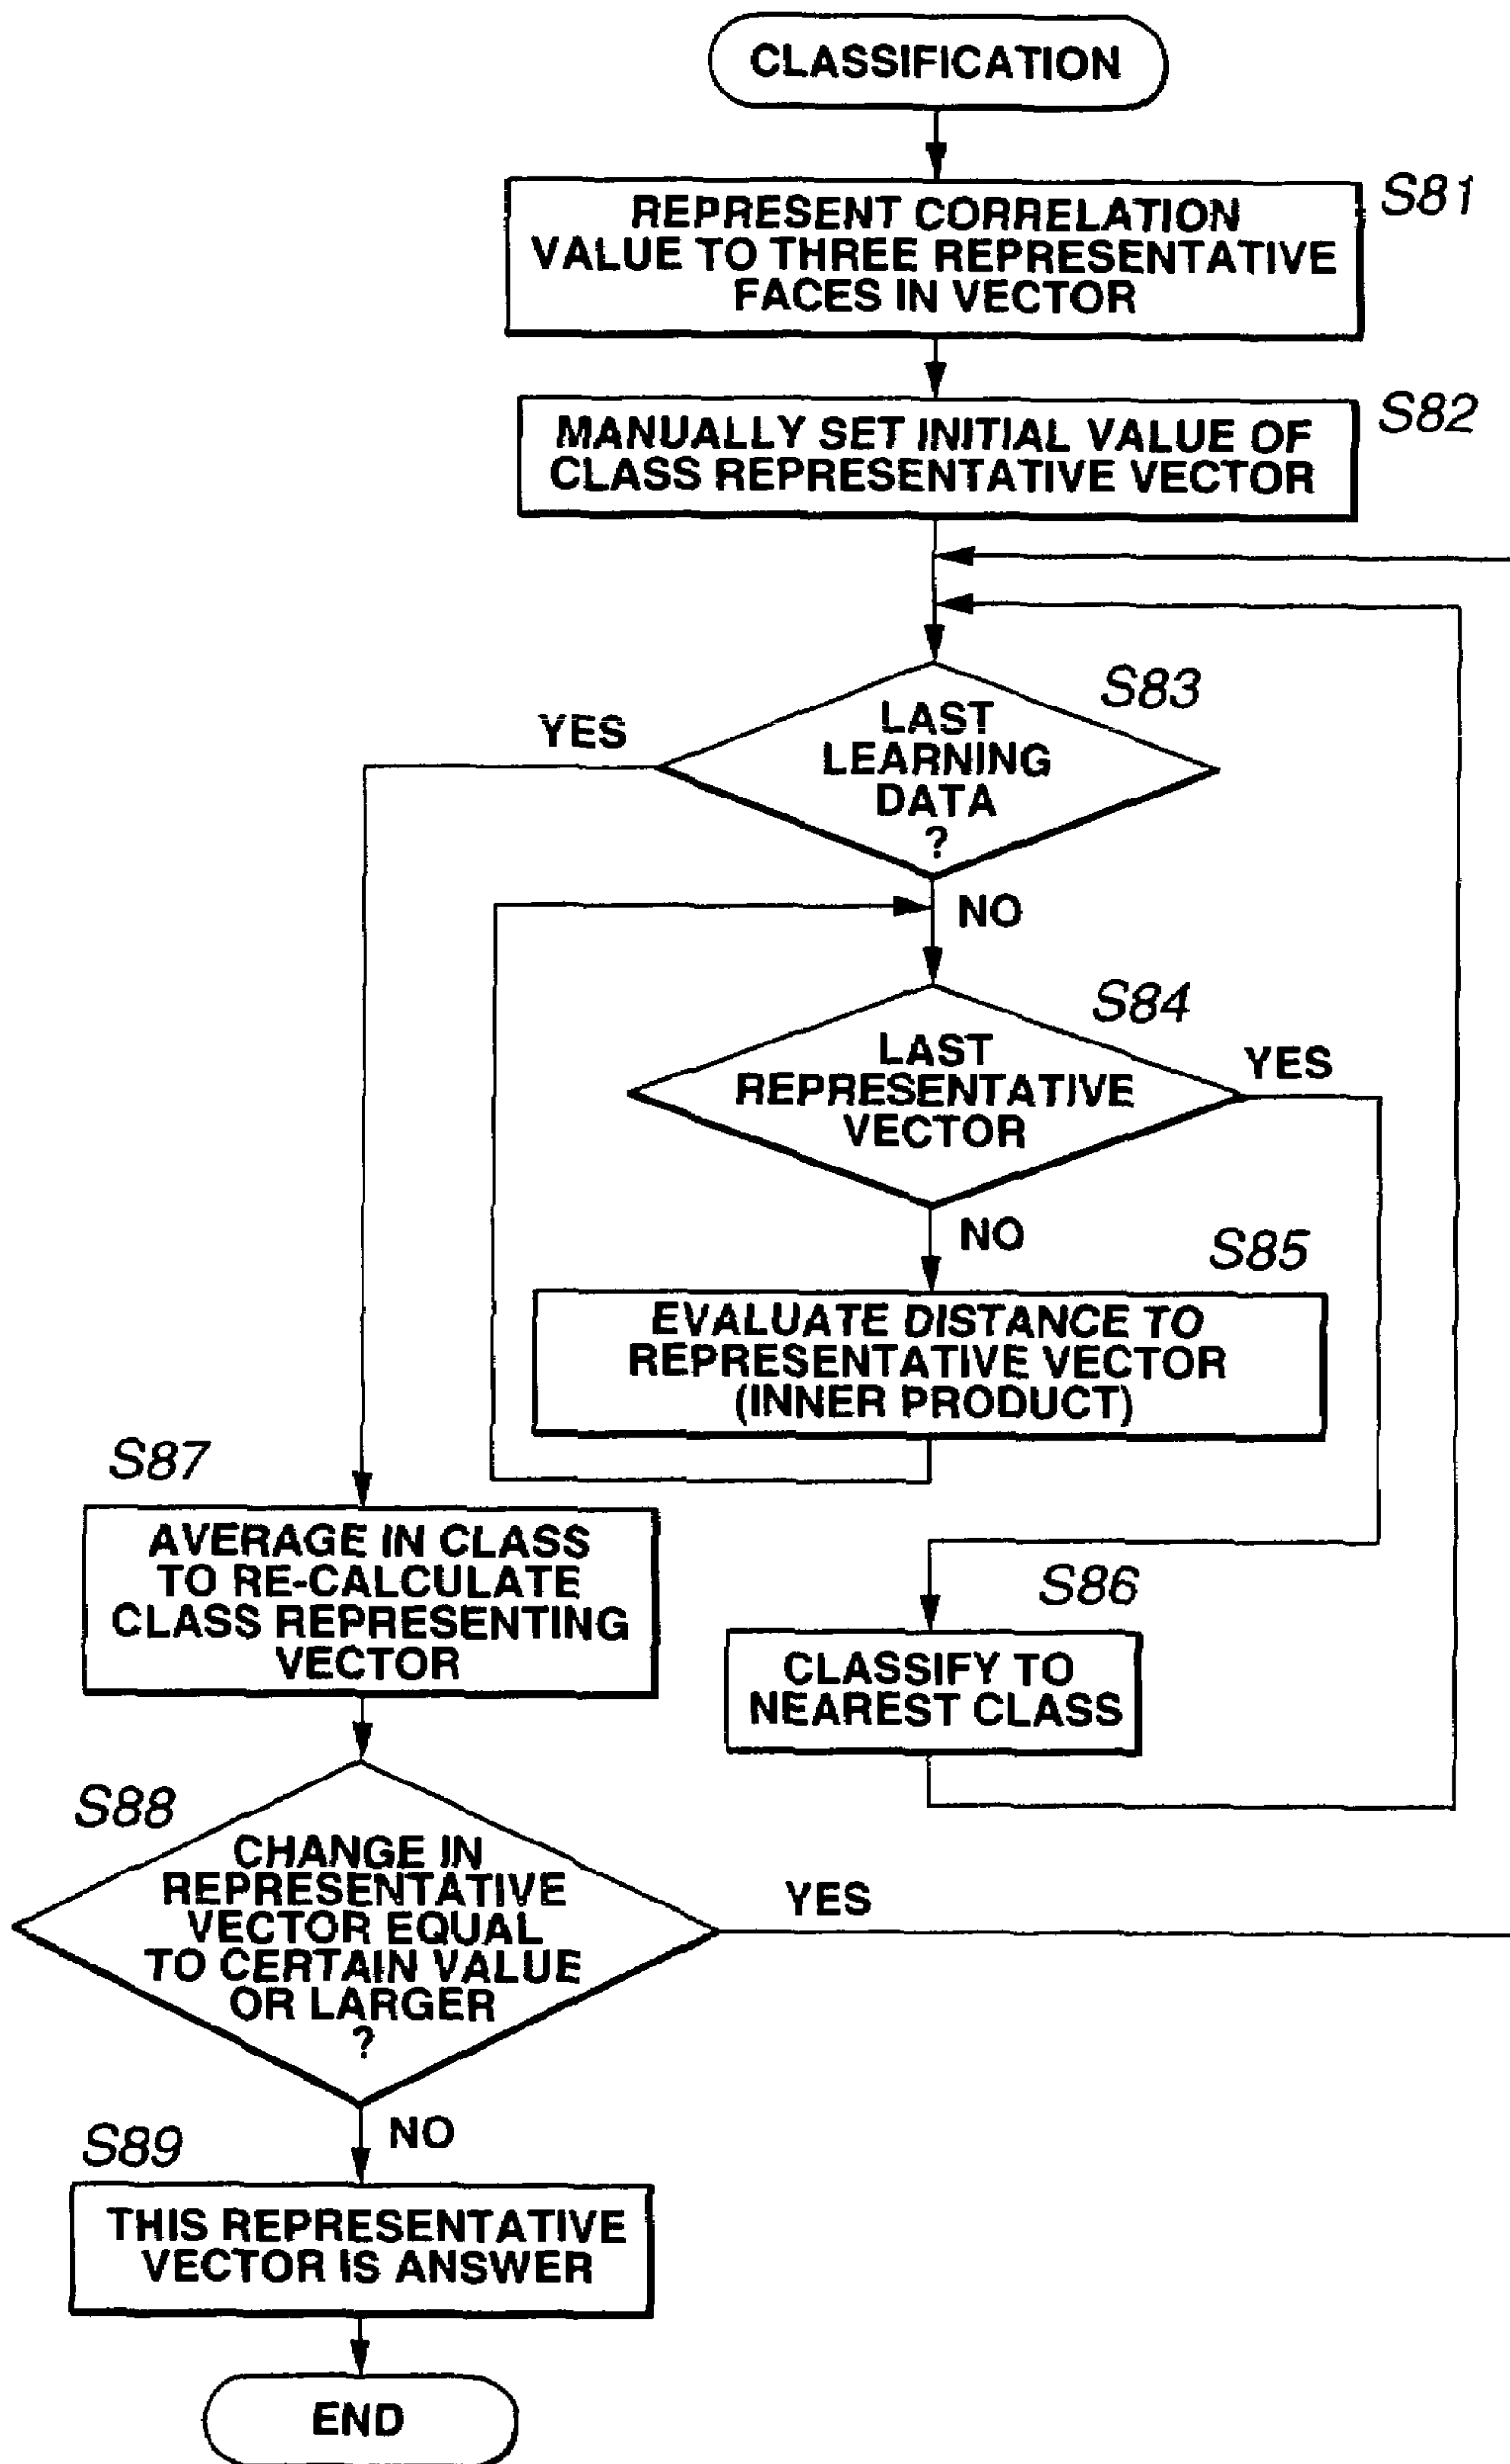 CLASSIFICATION
S81
REPRESENT CORRELATION
VALUE TO THREE REPRESENTATIVE
FACES IN VECTOR
S82
MANUALLY SET INITIAL VALUE OF
CLASS REPRESENTATIVE VECTOR
S83
YES
LAST
LEARNING
DATA
?
NO
S84
LAST
REPRESENTATIVE
VECTOR
YES
NO
S85
EVALUATE DISTANCE TO
REPRESENTATIVE VECTOR
(INNER PRODUCT)
S87
AVERAGE IN CLASS
TO RE-CALCULATE
CLASS REPRESENTING
VECTOR
S86
CLASSIFY TO
NEAREST CLASS
S88
CHANGE IN
REPRESENTATIVE
VECTOR EQUAL
TO CERTAIN VALUE
OR LARGER
?
YES
NO
S89
THIS REPRESENTATIVE
VECTOR IS ANSWER
END